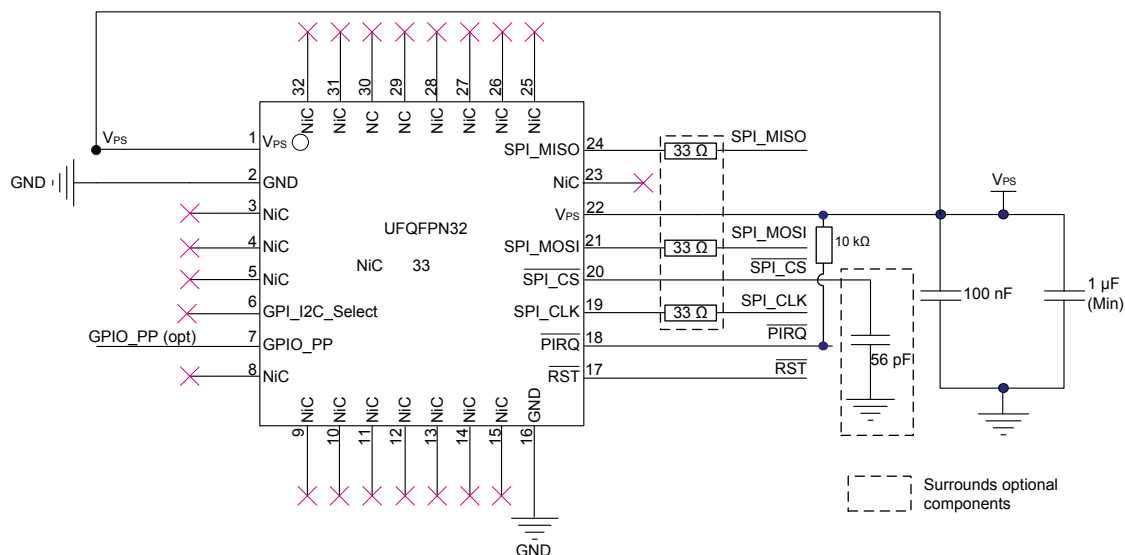 32 31 30 29 28 27 26 25
NiC NiC NC NC NC NC NiC NiC
VPS 1 VPS
SPI_MISO 24 33 Ω SPI_MISO
GND 2 GND
NiC 23
3 NiC
VPS 22
VPS
4 NiC
UFQFPN32
SPI_MOSI 21 33 Ω SPI_MOSI
10 kΩ
5 NiC
NiC 33
SPI_CS 20 SPI_CS
100 nF
1 µF
(Min)
6 GPI_I2C_Select
SPI_CLK 19 33 Ω SPI_CLK
GPIO_PP (opt) 7 GPIO_PP
PIRQ 18 PIRQ
56 pF
8 NiC
RST 17 RST
NiC NiC NiC NiC NiC NiC NiC GND
9 10 11 12 13 14 15 16
GND
Surrounds optional
components